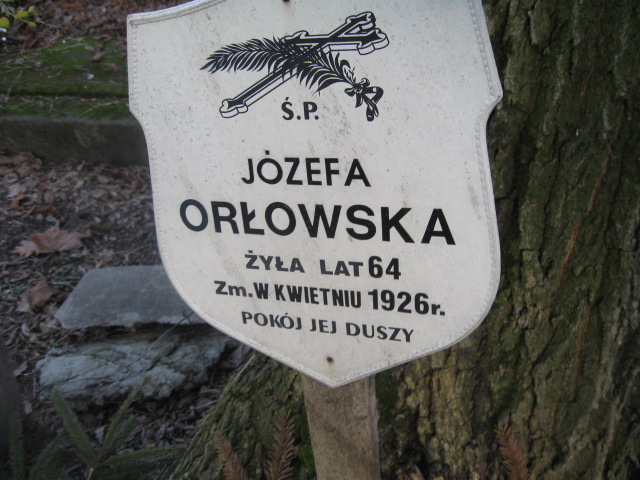 Ś.P.
JÓZEFA
ORŁOWSKA
ŻYŁA LAT 64
Zm. W KWIETNIU 1926r.
POKÓJ JEJ DUSZY